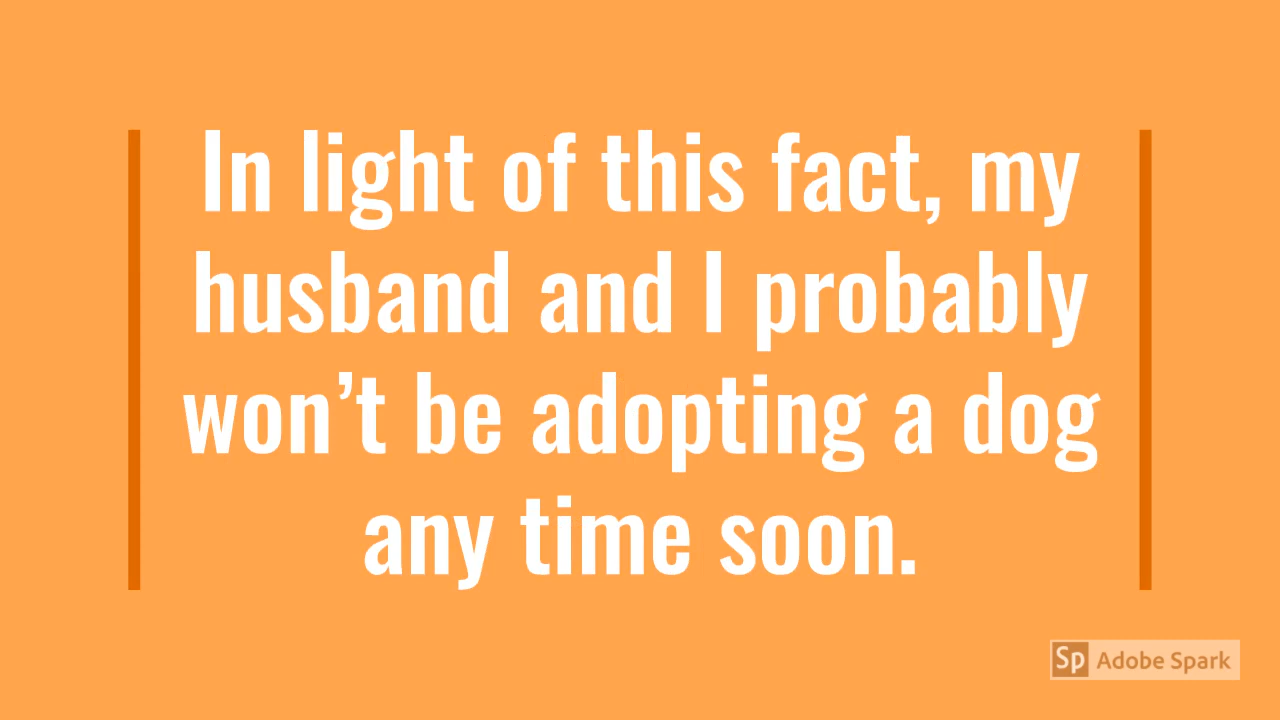 In light of this fact, my
husband and I probably
won’t be adopting a dog
any time soon.
Sp Adobe Spark